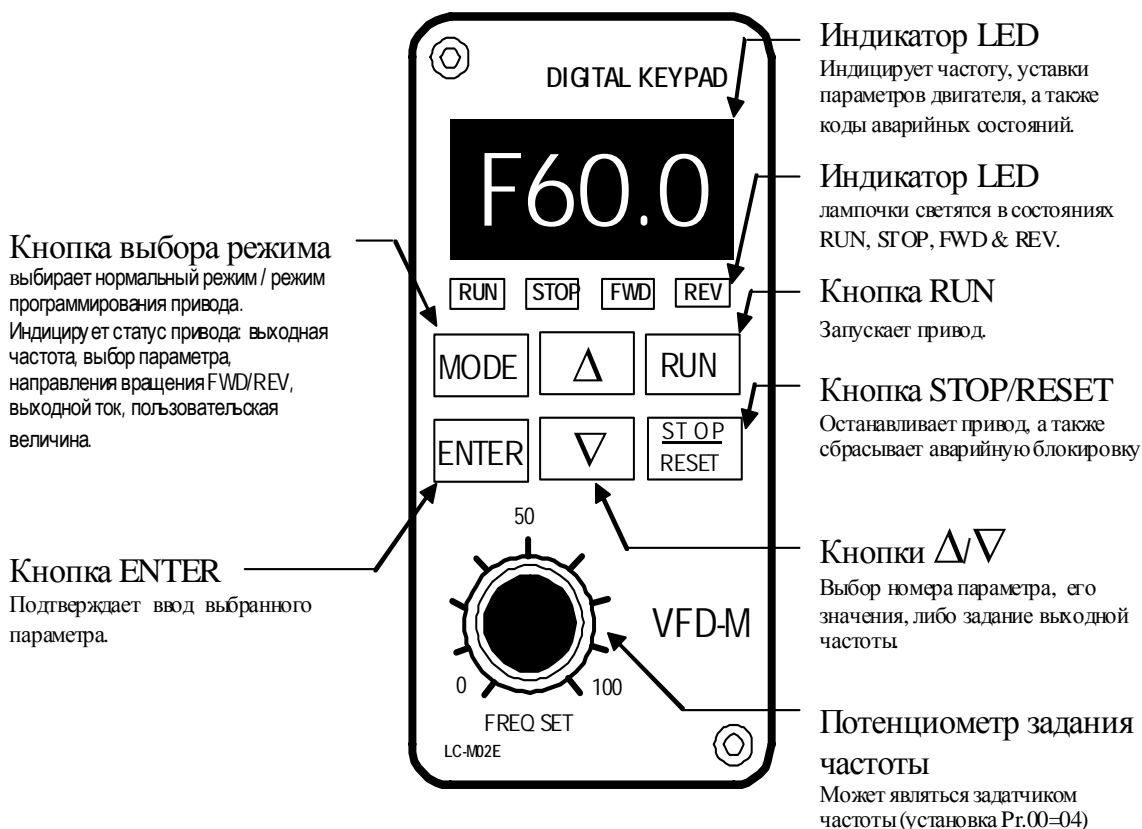 DIGITAL KEYPAD
F60.0
RUN STOP FWD REV
MODE Δ RUN
ENTER ∇ STOP
RESET
50
0
100
FREQ SET
VFD-M
LC-M02E
Кнопка выбора режима
выбирает нормальный режим / режим
программирования привода.
Индицирует статус привода: выходная
частота, выбор параметра,
направления вращения FWD/REV,
выходной ток, пользовательская
величина.
Кнопка ENTER
Подтверждает ввод выбранного
параметра.
Индикатор LED
Индицирует частоту, уставки
параметров двигателя, а также
коды аварийных состояний.
Индикатор LED
лампочки светятся в состояниях
RUN, STOP, FWD & REV.
Кнопка RUN
Запускает привод.
Кнопка STOP/RESET
Останавливает привод, а также
сбрасывает аварийную блокировку
Кнопки Δ/∇
Выбор номера параметра, его
значения, либо задание выходной
частоты.
Потенциометр задания
частоты
Может являться задатчиком
частоты (установка Pr.00=04)